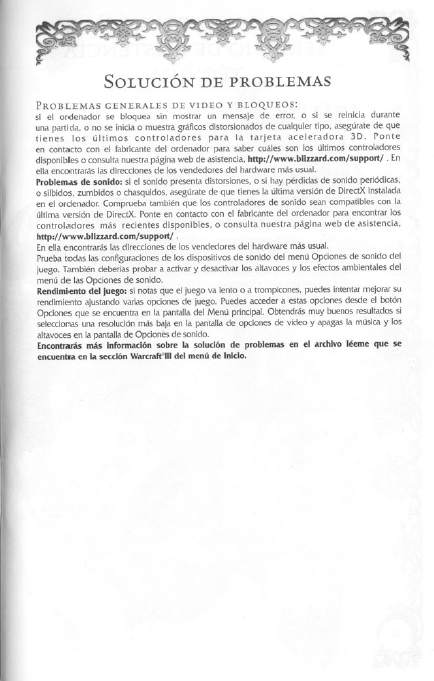 SOLUCIÓN DE PROBLEMAS
PROBLEMAS GENERALES DE VIDEO Y BLOQUEOS:
si el ordenador se bloquea sin mostrar un mensaje de error, o si se reinicia durante
una partida, o no se inicia o muestra gráficos distorsionados de cualquier tipo, asegúrate de que
tienes los últimos controladores para la tarjeta aceleradora 3D. Ponte
en contacto con el fabricante del ordenador para saber cuáles son los últimos controladores
disponibles o consulta nuestra página web de asistencia, http://www.blizzard.com/support/ . En
ella encontrarás las direcciones de los vendedores del hardware más usual.
Problemas de sonido: si el sonido presenta distorsiones, o si hay pérdidas de sonido periódicas,
o silbidos, zumbidos o chasquidos, asegúrate de que tienes la última versión de DirectX instalada
en el ordenador. Comprueba también que los controladores de sonido sean compatibles con la
última versión de DirectX. Ponte en contacto con el fabricante del ordenador para encontrar los
controladores más recientes disponibles, o consulta nuestra página web de asistencia,
http://www.blizzard.com/support/ .
En ella encontrarás las direcciones de los vendedores del hardware más usual.
Prueba todas las configuraciones de los dispositivos de sonido del menú Opciones de sonido del
juego. También deberías probar a activar y desactivar los altavoces y los efectos ambientales del
menú de las Opciones de sonido.
Rendimiento del juego: si notas que el juego va lento o a trompicones, puedes intentar mejorar su
rendimiento ajustando varias opciones de juego. Puedes acceder a estas opciones desde el botón
Opciones que se encuentra en la pantalla del Menú principal. Obtendrás muy buenos resultados si
seleccionas una resolución más baja en la pantalla de opciones de video y apagas la música y los
altavoces en la pantalla de Opciones de sonido.
Encontrarás más información sobre la solución de problemas en el archivo léeme que se
encuentra en la sección Warcraft®III del menú de Inicio.